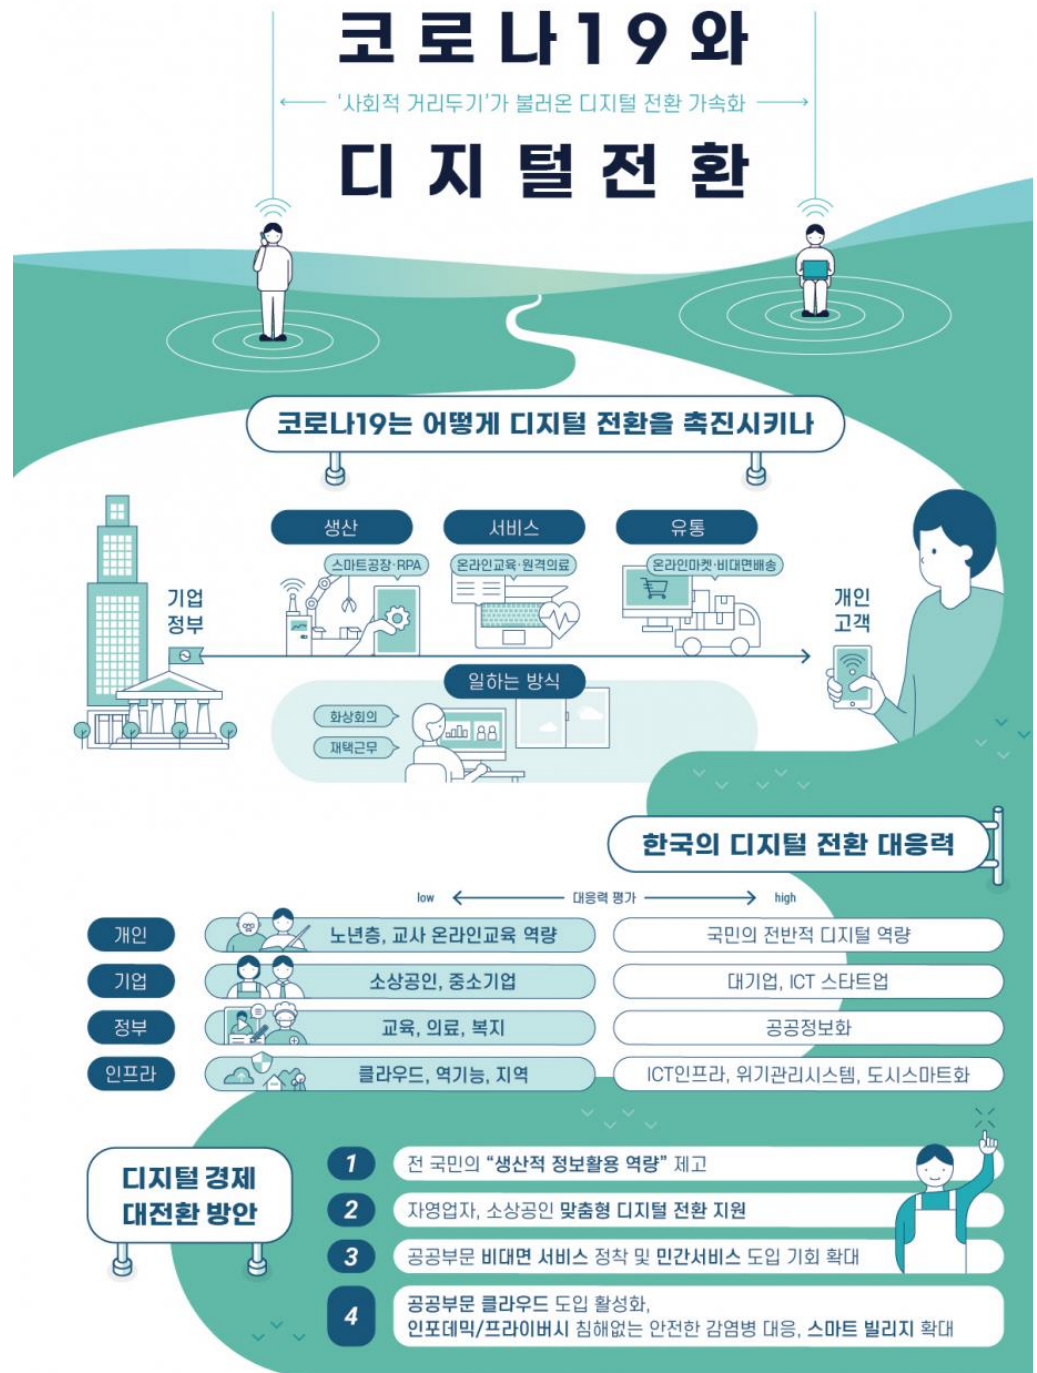 코로나19와
'사회적 거리두기'가 불러온 디지털 전환 가속화
디지털전환
코로나19는 어떻게 디지털 전환을 촉진시키나
생산
서비스
유통
스마트공장·RPA
온라인교육·원격의료
온라인마켓·비대면배송
기업
정부
개인
고객
일하는 방식
화상회의
재택근무
한국의 디지털 전환 대응력
low 대응력 평가 high
개인 노년층, 교사 온라인교육 역량 국민의 전반적 디지털 역량
기업 소상공인, 중소기업 대기업, ICT 스타트업
정부 교육, 의료, 복지 공공정보화
인프라 클라우드, 역기능, 지역 ICT인프라, 위기관리시스템, 도시스마트화
디지털 경제
대전환 방안
1 전 국민의 “생산적 정보활용 역량” 제고
2 자영업자, 소상공인 맞춤형 디지털 전환 지원
3 공공부문 비대면 서비스 정착 및 민간서비스 도입 기회 확대
4 공공부문 클라우드 도입 활성화,
인포데믹/프라이버시 침해없는 안전한 감염병 대응, 스마트 빌리지 확대